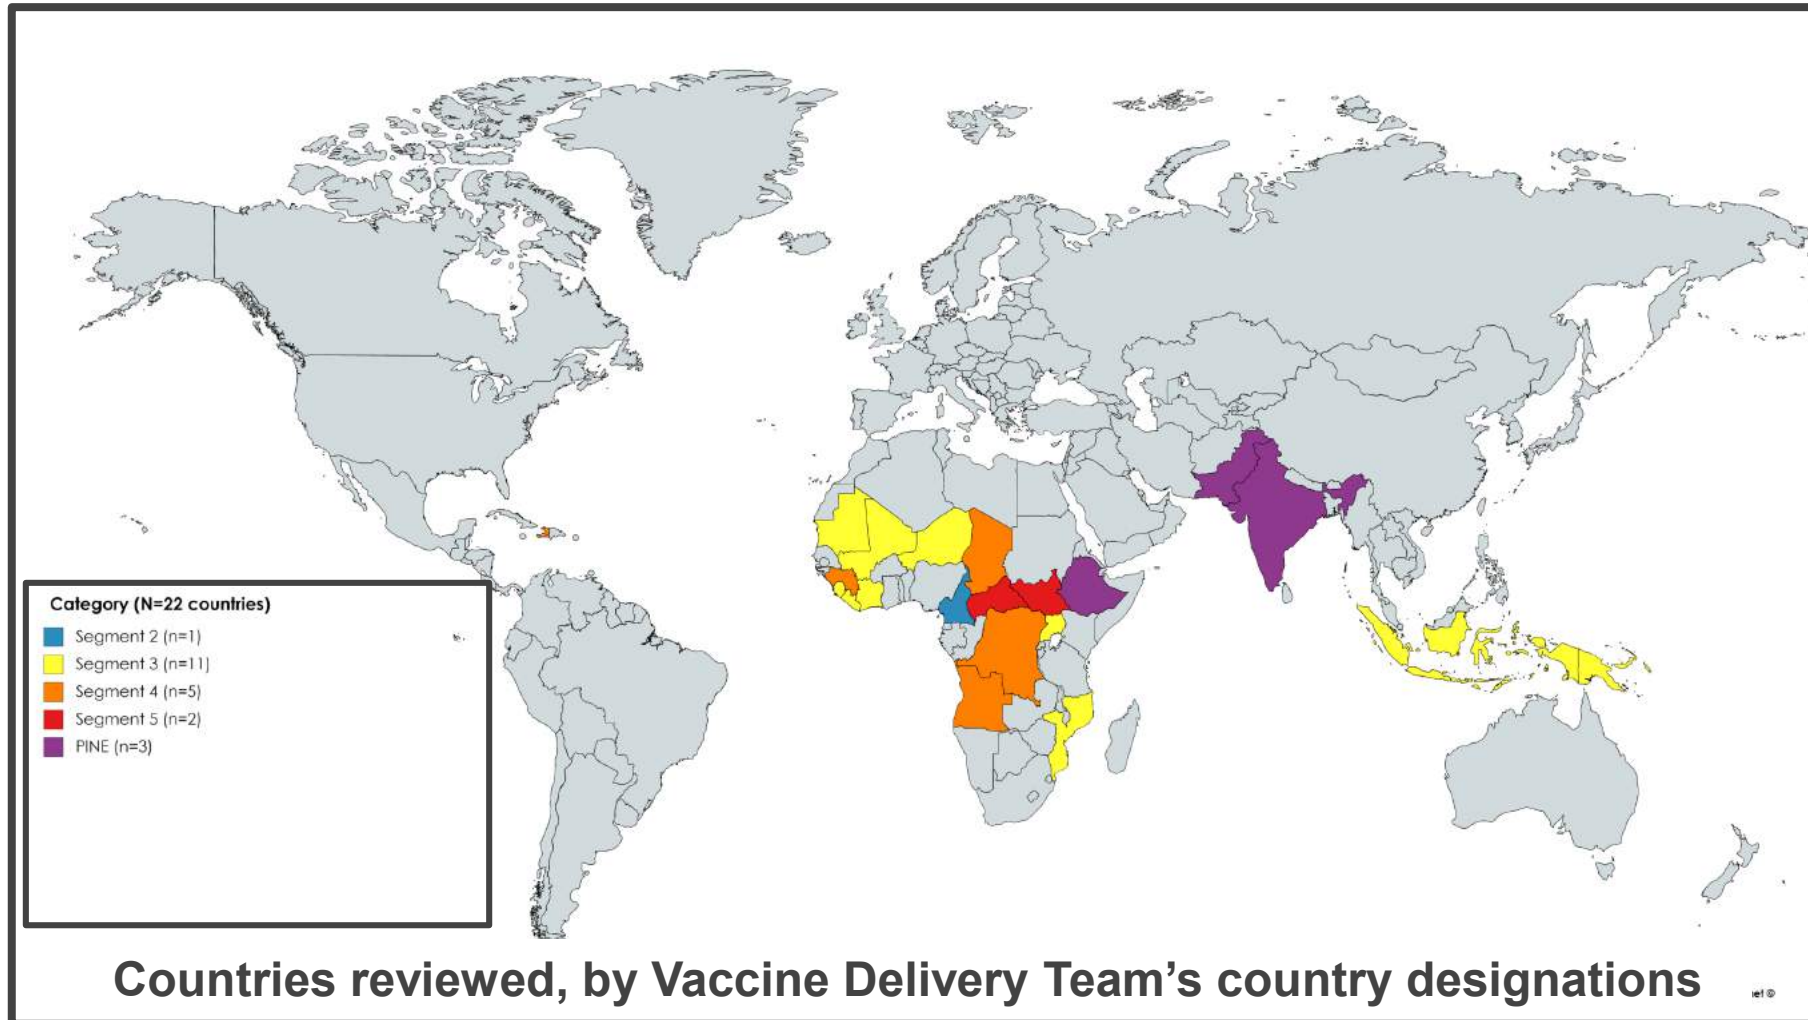 Category (N=22 countries)
Segment 2 (n=1)
Segment 3 (n=11)
Segment 4 (n=5)
Segment 5 (n=2)
PINE (n=3)
Countries reviewed, by Vaccine Delivery Team's country designations